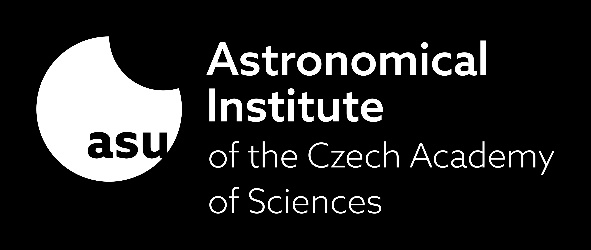 asu
Astronomical
Institute
of the Czech Academy
of Sciences